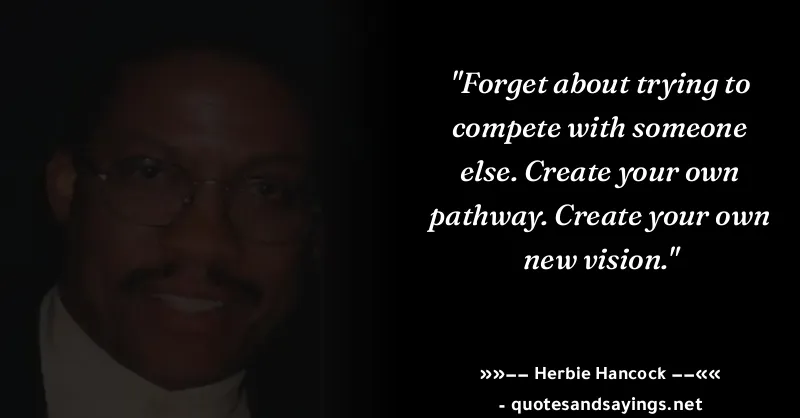 "Forget about trying to
compete with someone
else. Create your own
pathway. Create your own
new vision."
»»−− Herbie Hancock −−««
- quotesandsayings.net